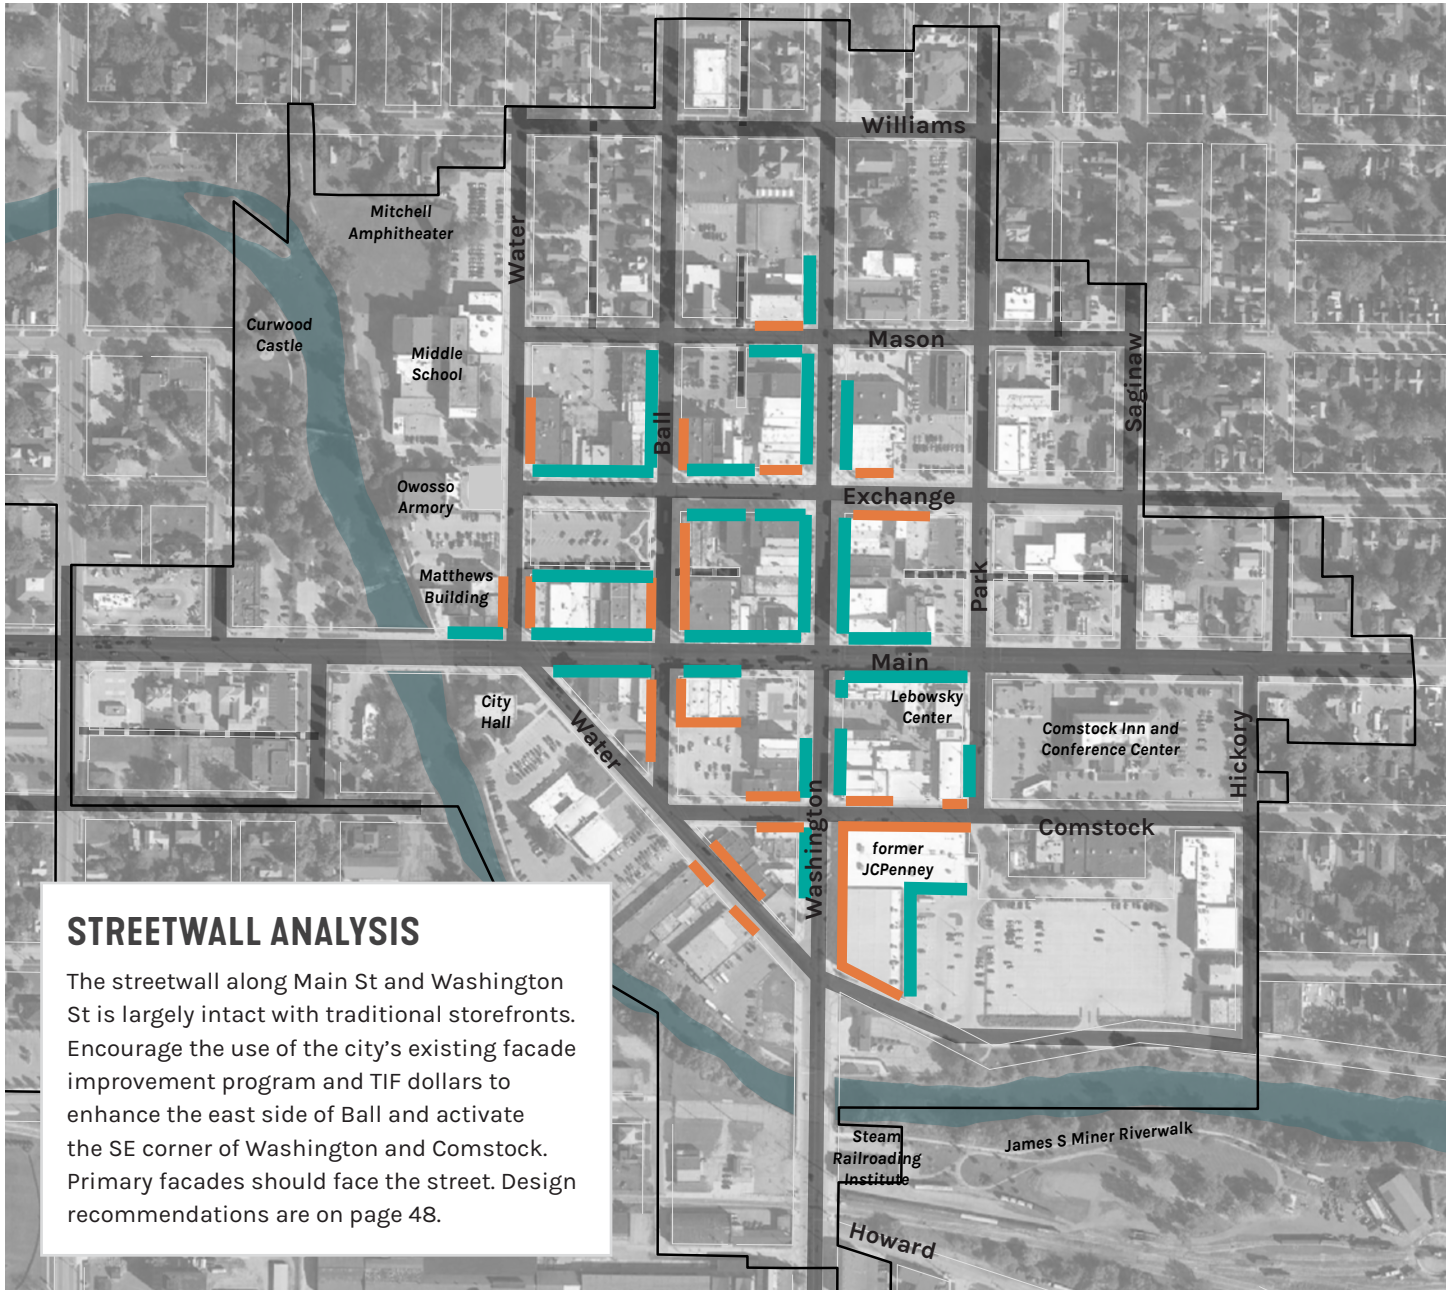 Williams
Mitchell
Amphitheater
Water
Curwood
Castle
Middle
School
Mason
Saginaw
Ball
Owosso
Armory
Exchange
Matthews
Building
Park
Main
City
Hall
Water
Lebowsky
Center
Comstock Inn and
Conference Center
Hickory
Washington
Comstock
former
JCPenney
STREETWALL ANALYSIS
The streetwall along Main St and Washington
St is largely intact with traditional storefronts.
Encourage the use of the city’s existing facade
improvement program and TIF dollars to
enhance the east side of Ball and activate
the SE corner of Washington and Comstock.
Primary facades should face the street. Design
recommendations are on page 48.
Steam
Railroading
Institute
James S Miner Riverwalk
Howard